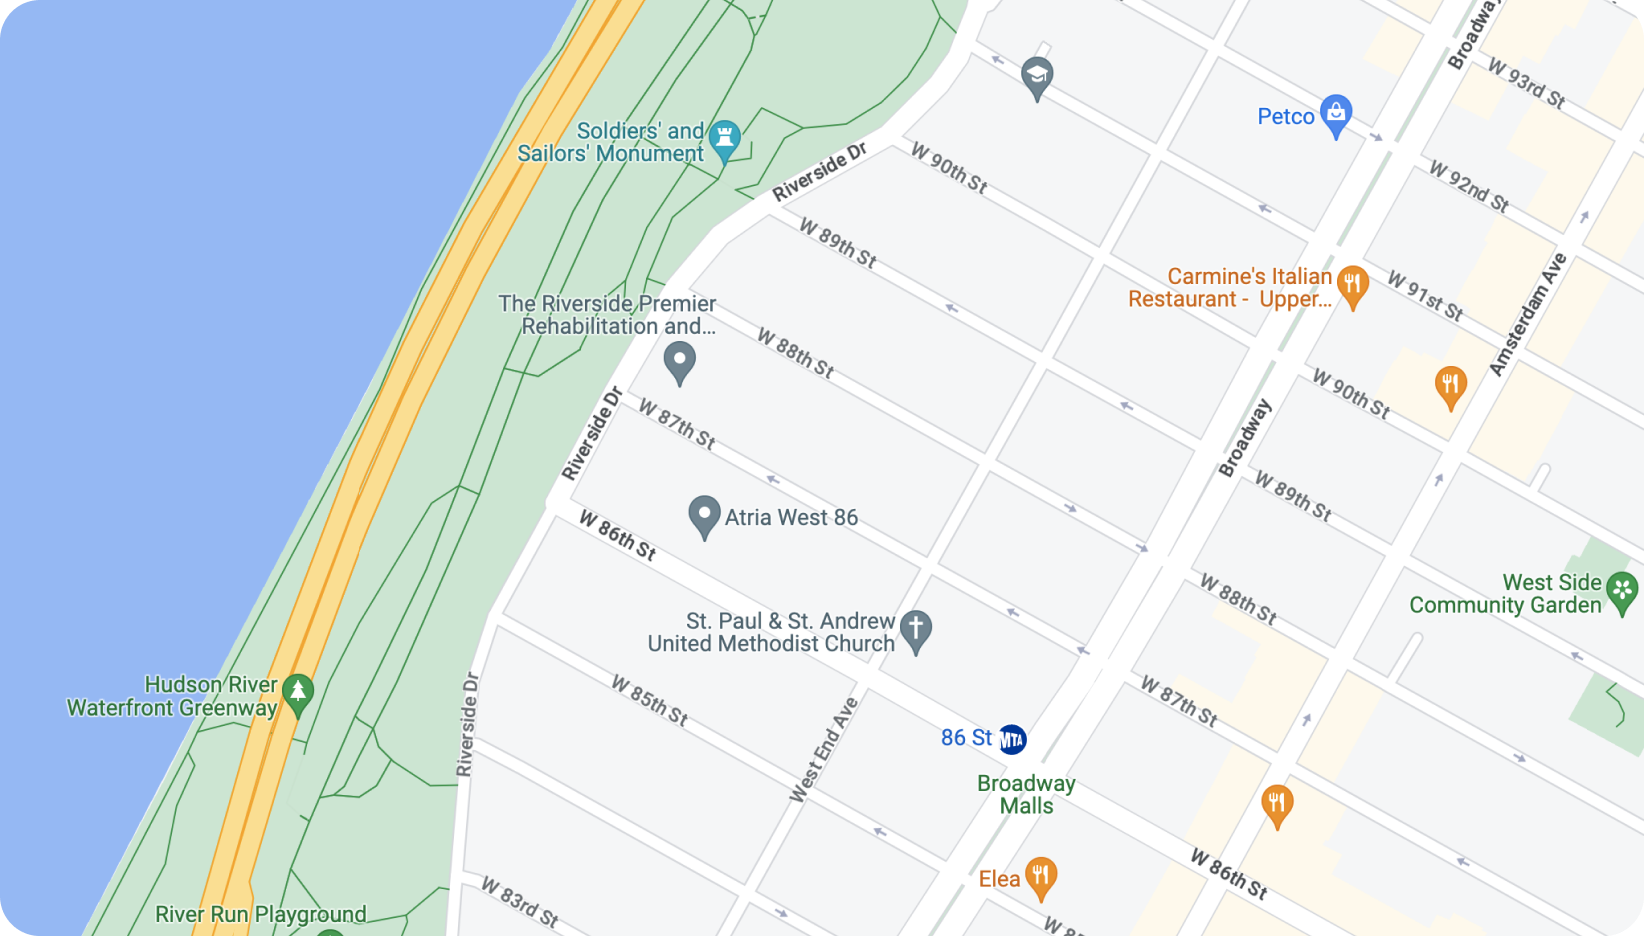 Broadway
W 93rd St
Petco
Soldiers' and
Sailors' Monument
Riverside Dr
W 90th St
W 92nd St
W 89th St
Carmine's Italian
Restaurant - Upper...
W 91st St
Amsterdam Ave
The Riverside Premier
Rehabilitation and...
W 88th St
W 90th St
Riverside Dr
W 87th St
Broadway
W 89th St
Atria West 86
W 86th St
West Side
Community Garden
W 88th St
St. Paul & St. Andrew
United Methodist Church
Hudson River
Waterfront Greenway
W 85th St
W 87th St
Riverside Dr
West End Ave
86 St
MTA
Broadway
Malls
W 86th St
Elea
W 83rd St
River Run Playground